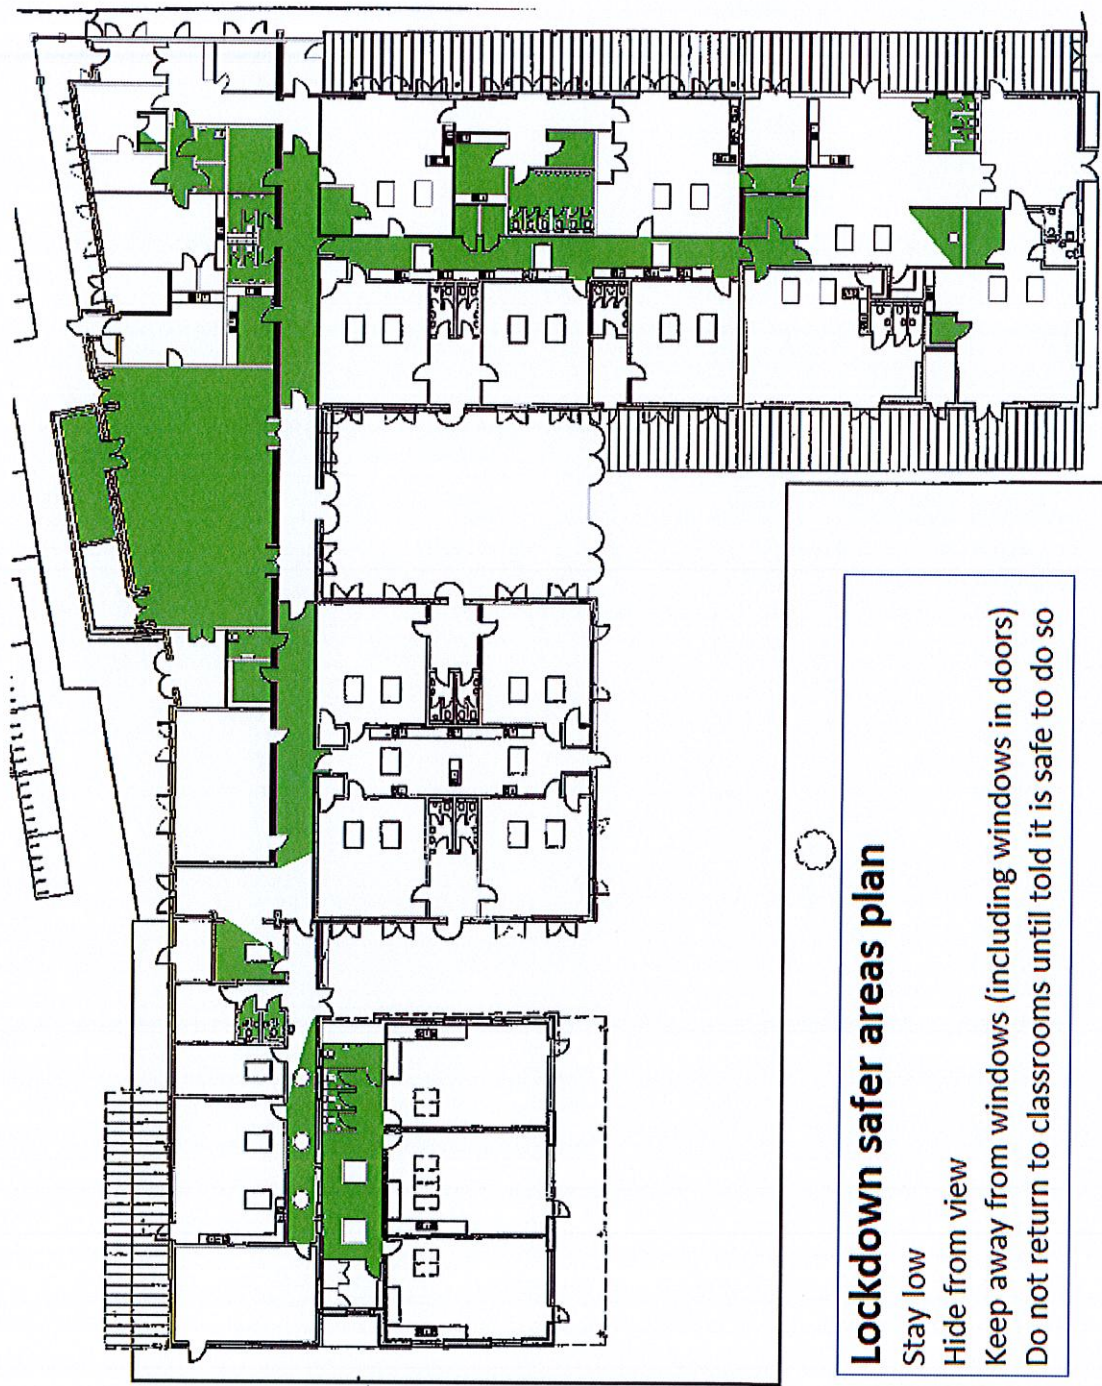 Lockdown safer areas plan
Stay low
Hide from view
Keep away from windows (including windows in doors)
Do not return to classrooms until told it is safe to do so